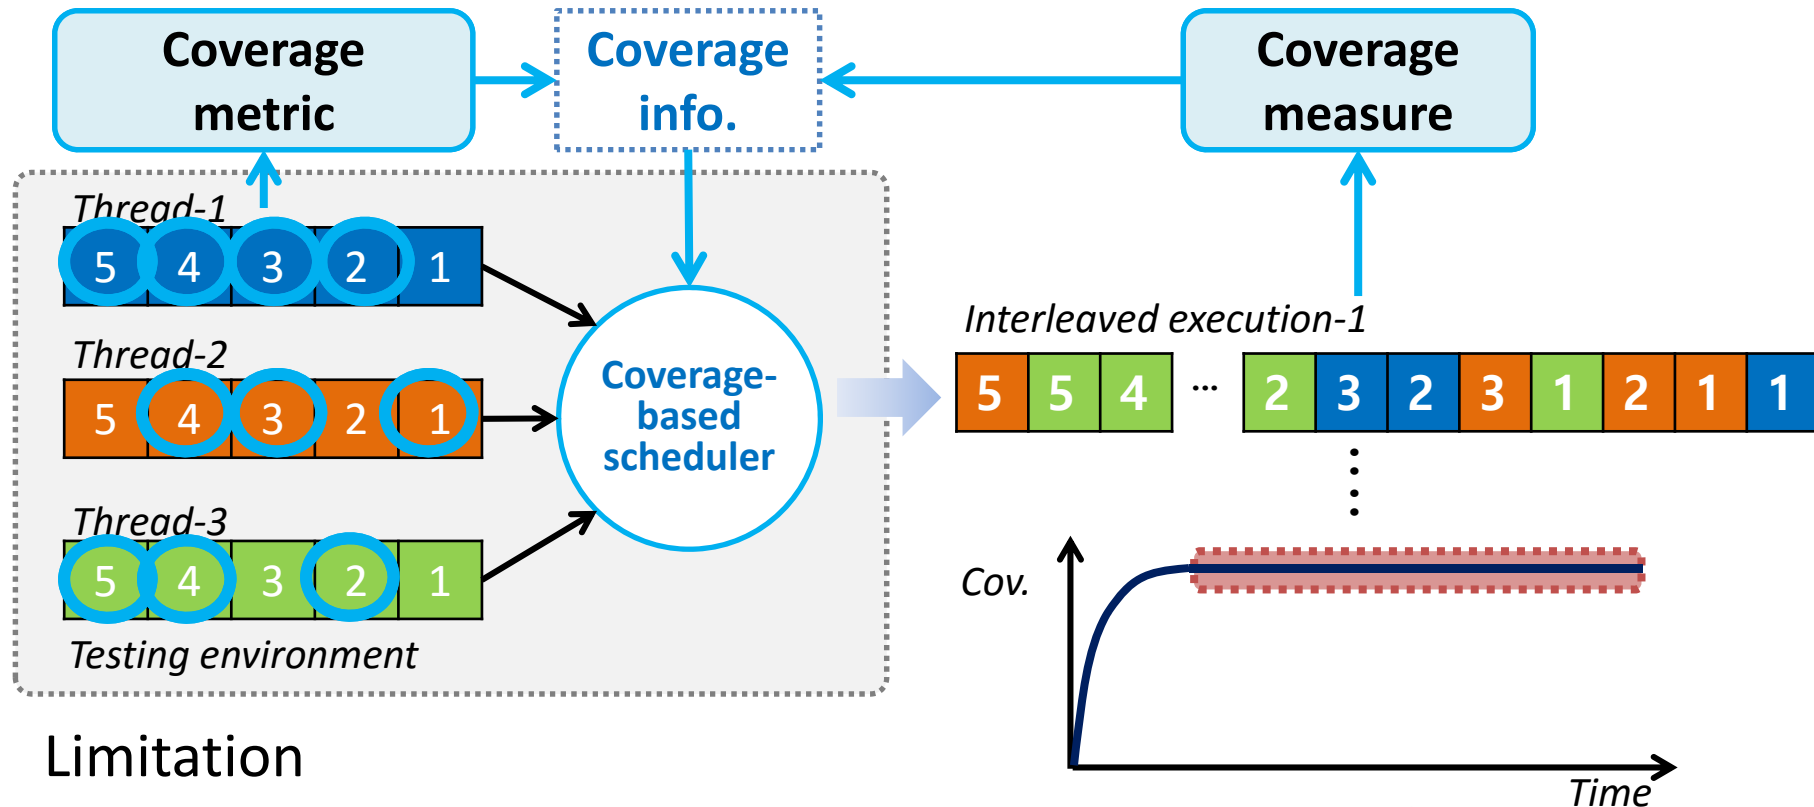 Coverage
metric
Coverage
info.
Coverage
measure
Thread-1
5 4 3 2 1
Thread-2
5 4 3 2 1
Thread-3
5 4 3 2 1
Testing environment
Coverage-
based
scheduler
Interleaved execution-1
5 5 4 ... 2 3 2 3 1 2 1 1
Cov.
Time
Limitation